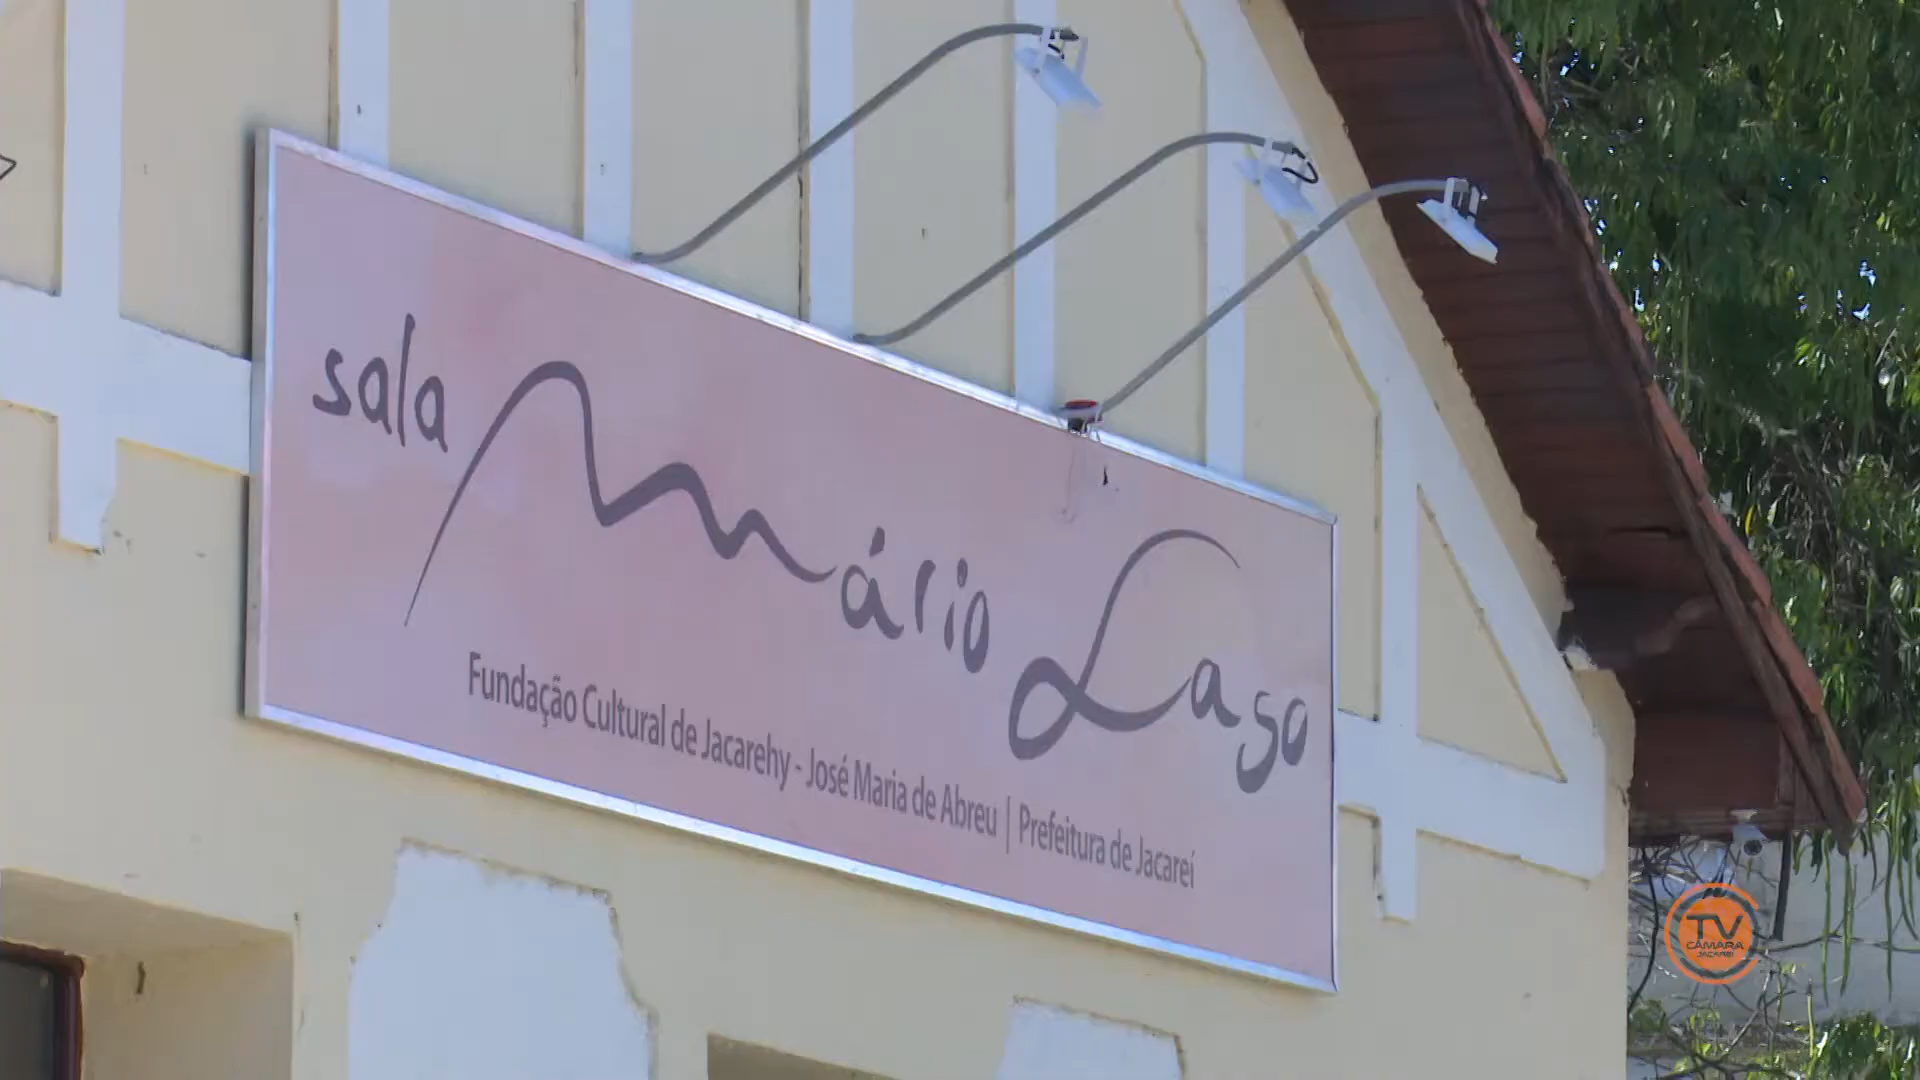 sala Mário Lago
Fundação Cultural de Jacarehy - José Maria de Abreu | Prefeitura de Jacareí
TV
CÂMARA
JACAREÍ